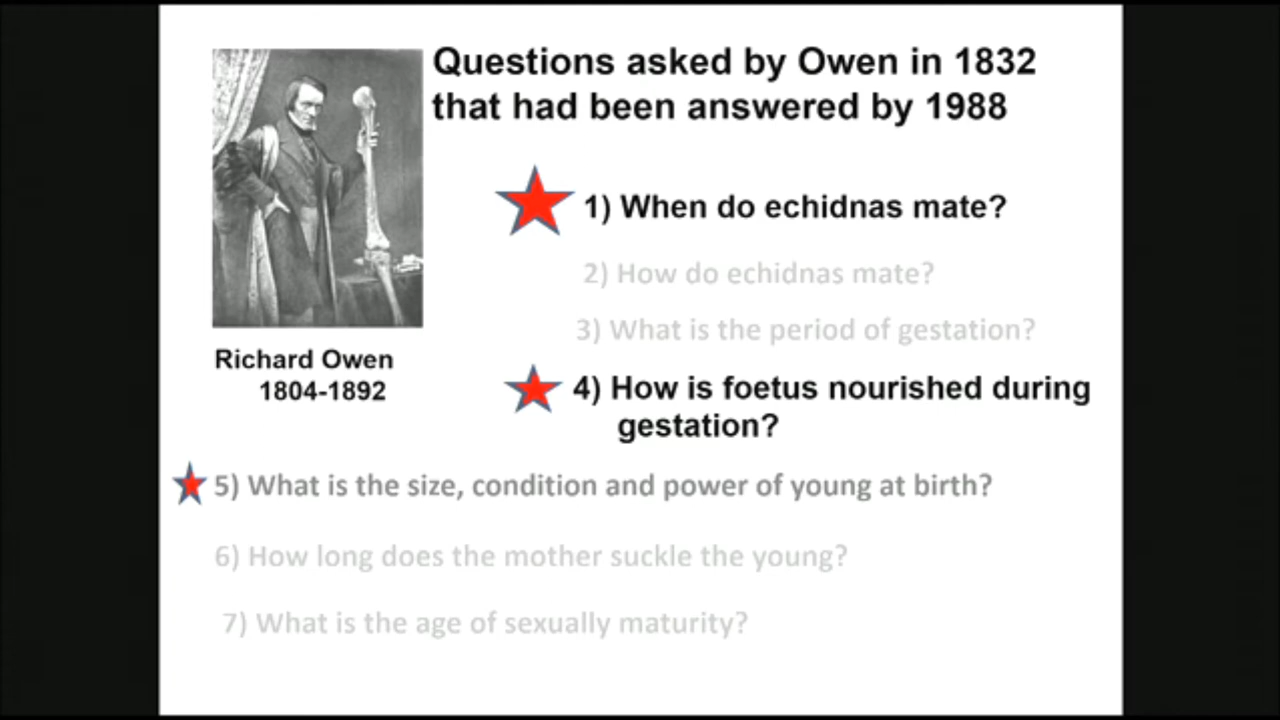 Questions asked by Owen in 1832
that had been answered by 1988
1) When do echidnas mate?
2) How do echidnas mate?
3) What is the period of gestation?
Richard Owen
1804-1892
4) How is foetus nourished during
gestation?
5) What is the size, condition and power of young at birth?
6) How long does the mother suckle the young?
7) What is the age of sexually maturity?